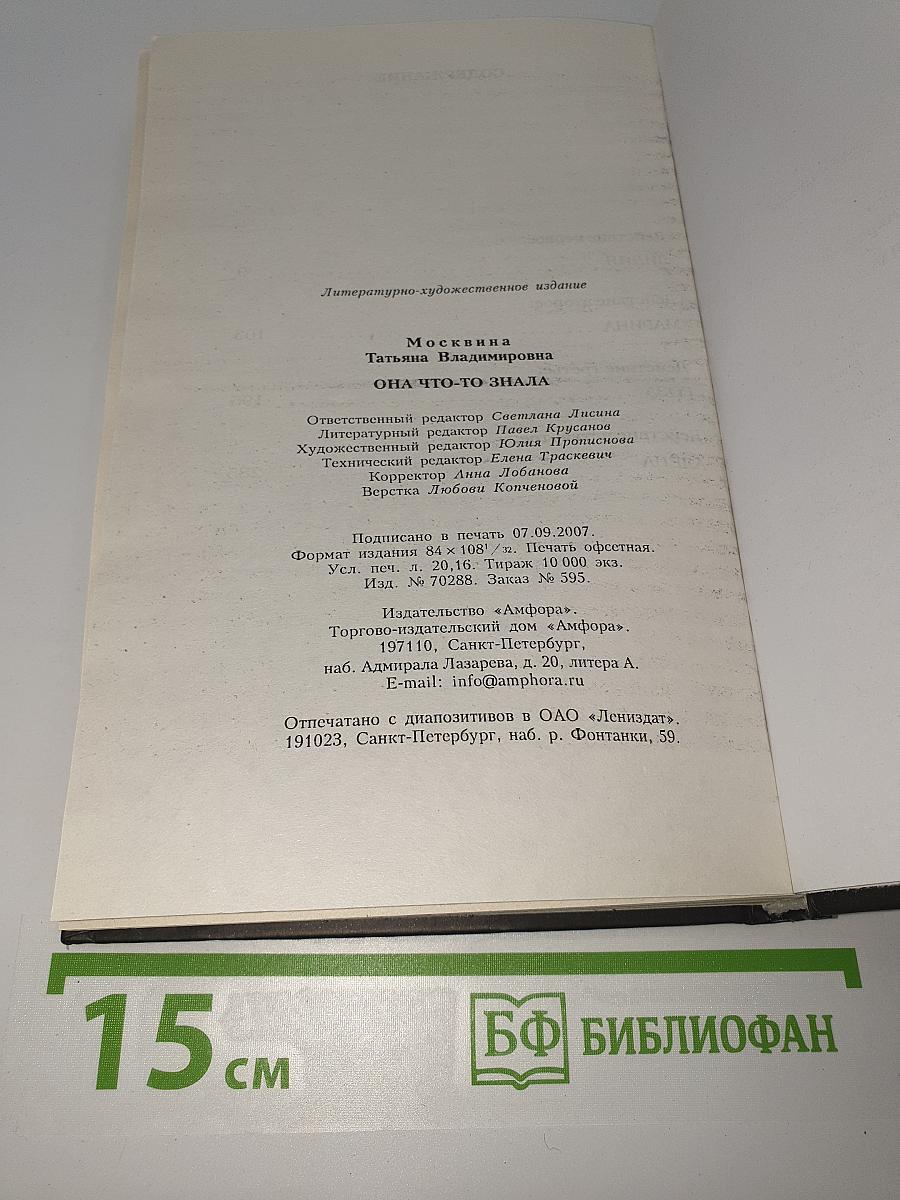 Литературно-художественное издание
Москвина
Татьяна Владимировна
ОНА ЧТО-ТО ЗНАЛА
Ответственный редактор Светлана Лисина
Литературный редактор Павел Крусанов
Художественный редактор Юлия Прописнова
Технический редактор Елена Траскевич
Корректор Анна Лобанова
Верстка Любови Копченовой
Подписано в печать 07.09.2007.
Формат издания 84 × 108¹/₃₂. Печать офсетная.
Усл. печ. л. 20,16. Тираж 10 000 экз.
Изд. № 70288. Заказ № 595.
Издательство «Амфора».
Торгово-издательский дом «Амфора».
197110, Санкт-Петербург,
наб. Адмирала Лазарева, д. 20, литера А.
E-mail: info@amphora.ru
Отпечатано с диапозитивов в ОАО «Лениздат».
191023, Санкт-Петербург, наб. р. Фонтанки, 59.
15 см
БФ БИБЛИОФАН